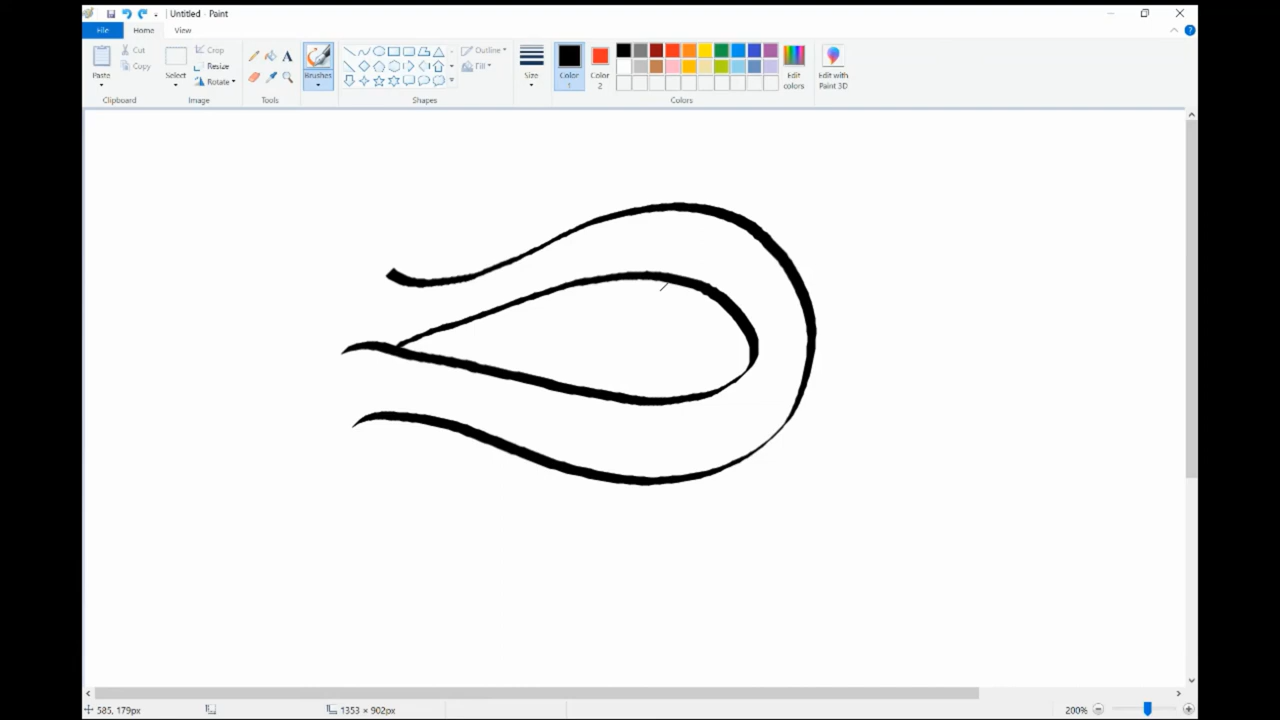 Untitled - Paint
File Home View
Paste Cut Copy
Clipboard
Select Crop Resize Rotate
Image
A
Tools
Brushes
Outline Fill
Shapes
Size
Color 1
Color 2
Edit colors
Colors
Edit with Paint 3D
585, 179px 1353 × 902px 200%